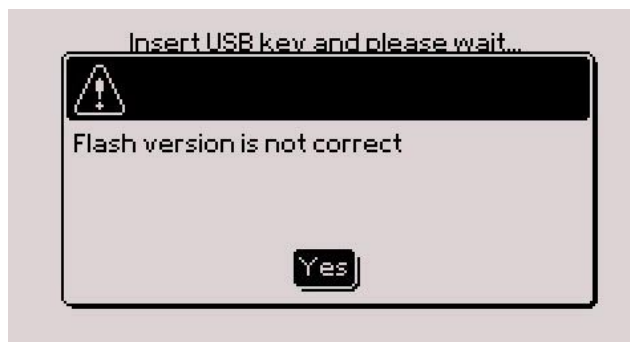 Insert USB key and please wait...
Flash version is not correct
Yes